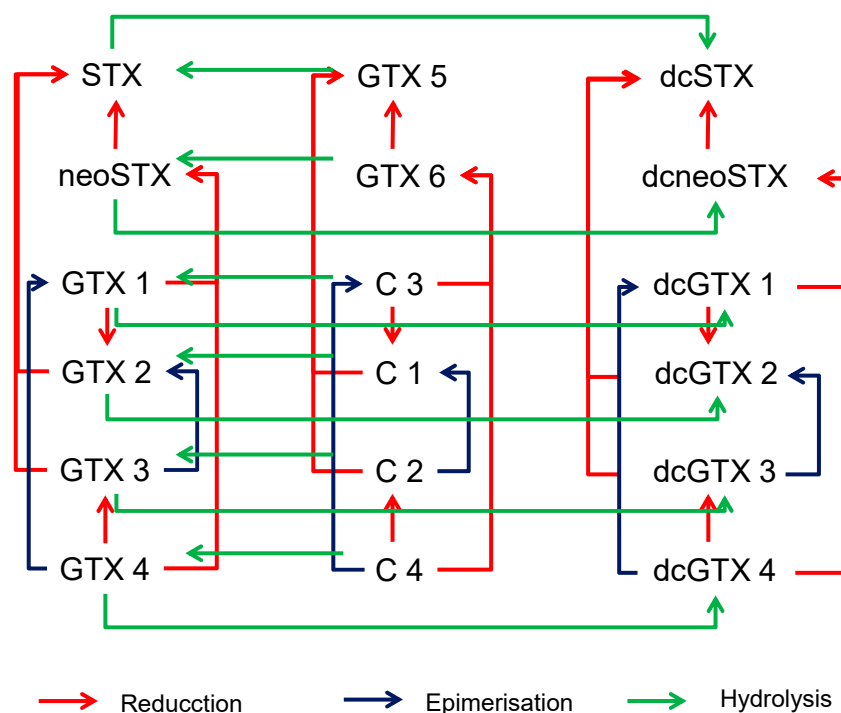 STX GTX 5 dcSTX
neoSTX GTX 6 dcneoSTX
GTX 1 C 3 dcGTX 1
GTX 2 C 1 dcGTX 2
GTX 3 C 2 dcGTX 3
GTX 4 C 4 dcGTX 4
Reducction Epimerisation Hydrolysis